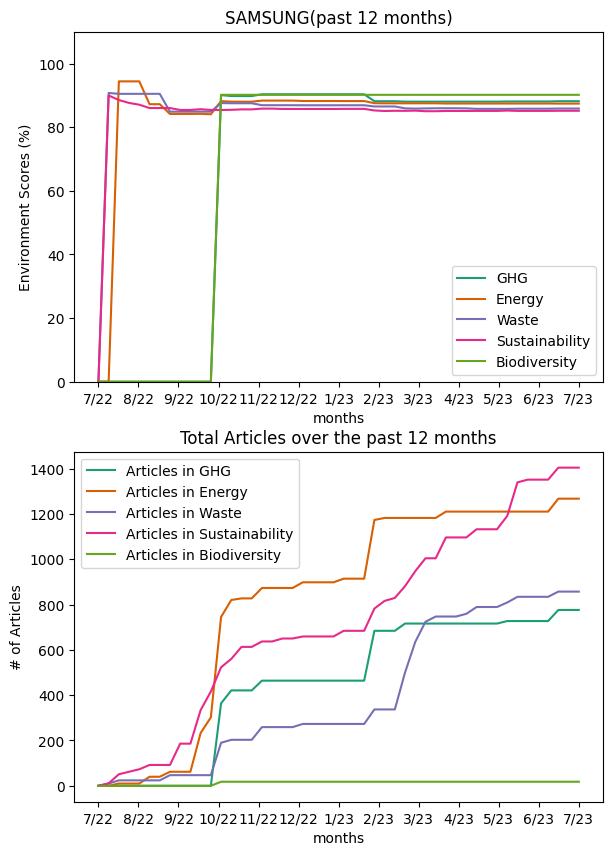 SAMSUNG(past 12 months)
100
80
60
40
20
0
Environment Scores (%)
GHG
Energy
Waste
Sustainability
Biodiversity
7/22 8/22 9/22 10/22 11/22 12/22 1/23 2/23 3/23 4/23 5/23 6/23 7/23
months
Total Articles over the past 12 months
1400
1200
1000
800
600
400
200
0
# of Articles
Articles in GHG
Articles in Energy
Articles in Waste
Articles in Sustainability
Articles in Biodiversity
7/22 8/22 9/22 10/22 11/22 12/22 1/23 2/23 3/23 4/23 5/23 6/23 7/23
months